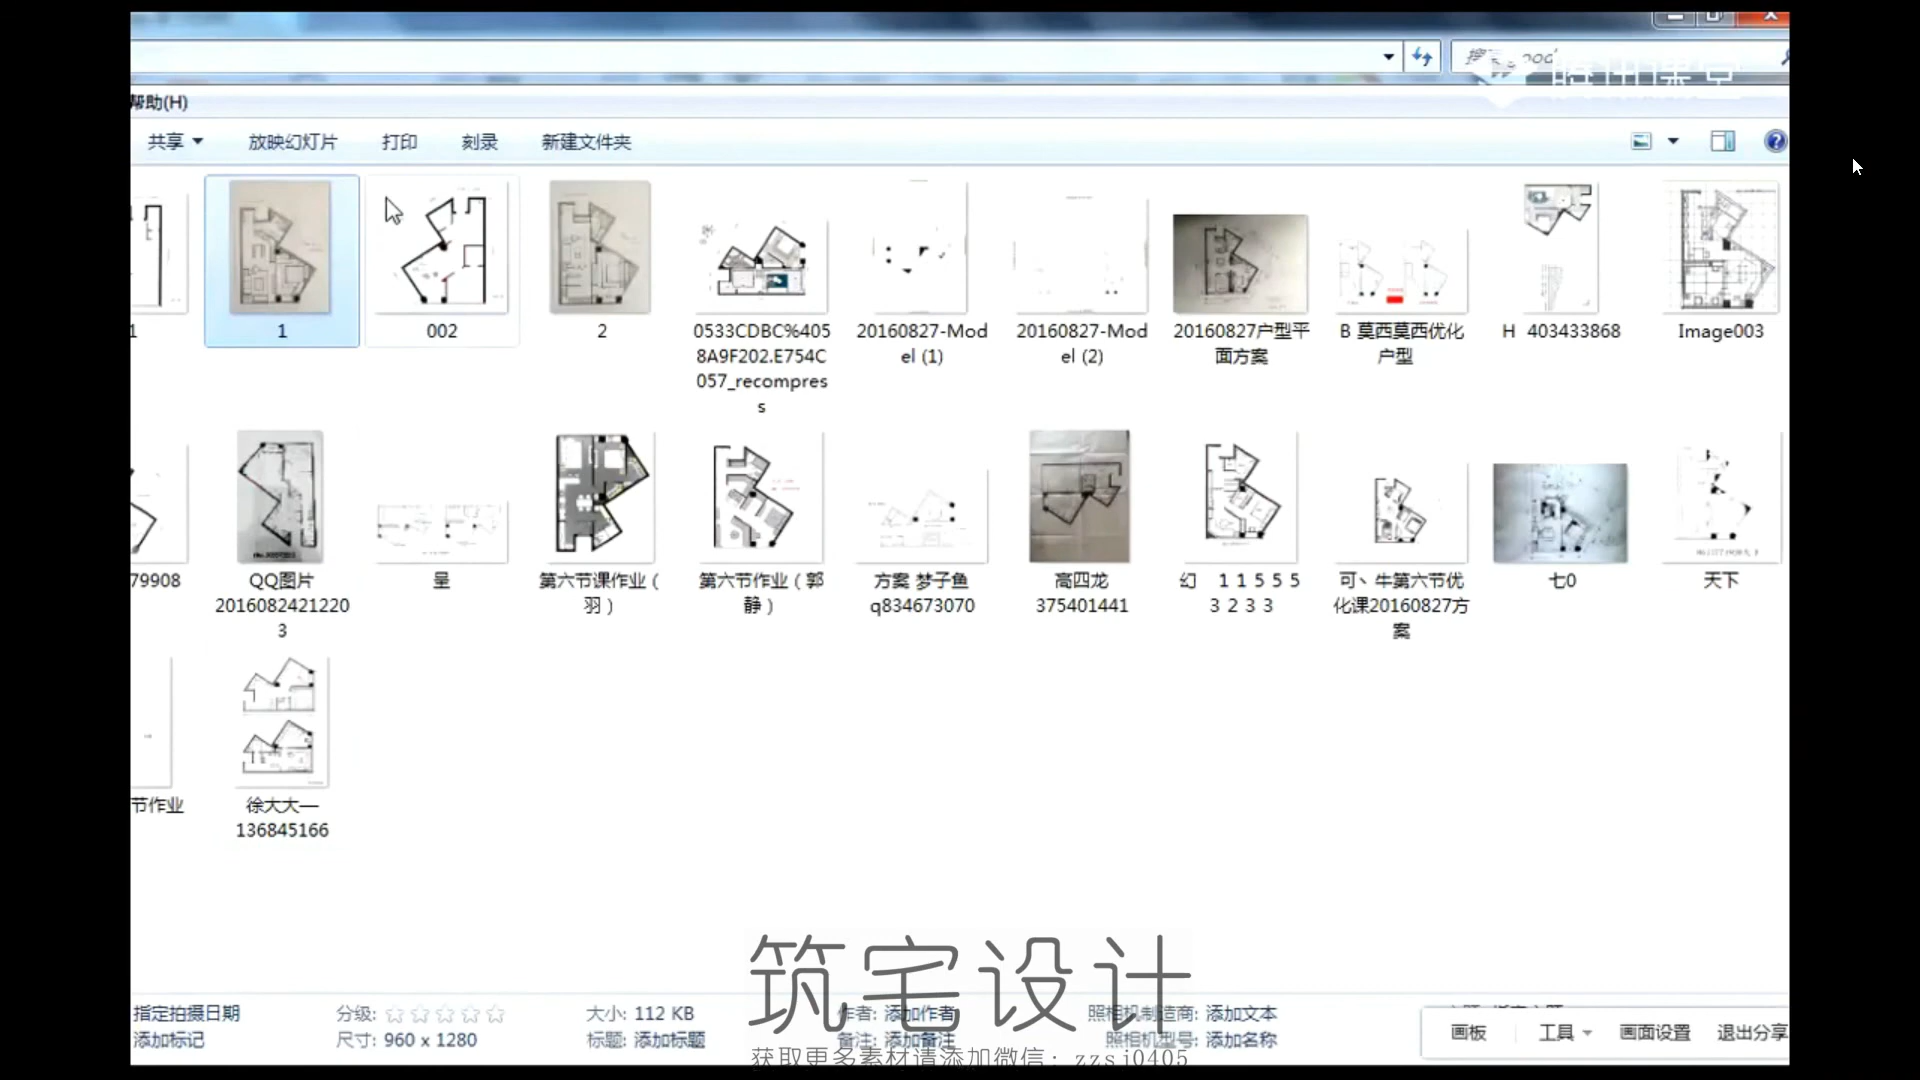 腾讯课堂
帮助(H)
共享 放映幻灯片 打印 刻录 新建文件夹
1 1 002 2 0533CDBC%405 20160827-Mod 20160827-Mod 20160827户型平 B 莫西莫西优化 H 403433868 Image003
8A9F202.E754C el (1) el (2) 面方案 户型
057_recompres
s
79908 QQ图片 呈 第六节课作业（ 第六节作业（郭 方案 梦子鱼 高四龙 幻 1 1 5 5 5 可、牛第六节优 七0 天下
2016082421220 羽） 静） q834673070 375401441 3 2 3 3 化课20160827方
3 案
节作业 徐大大—
136845166
筑宅设计
指定拍摄日期 分级: 大小: 112 KB 作者: 添加作者 照相机制造商: 添加文本
添加标记 尺寸: 960 x 1280 标题: 添加标题 备注: 添加备注 照相机型号: 添加名称
画板 工具 画面设置 退出分享
获取更多素材请添加微信：zzsj0405